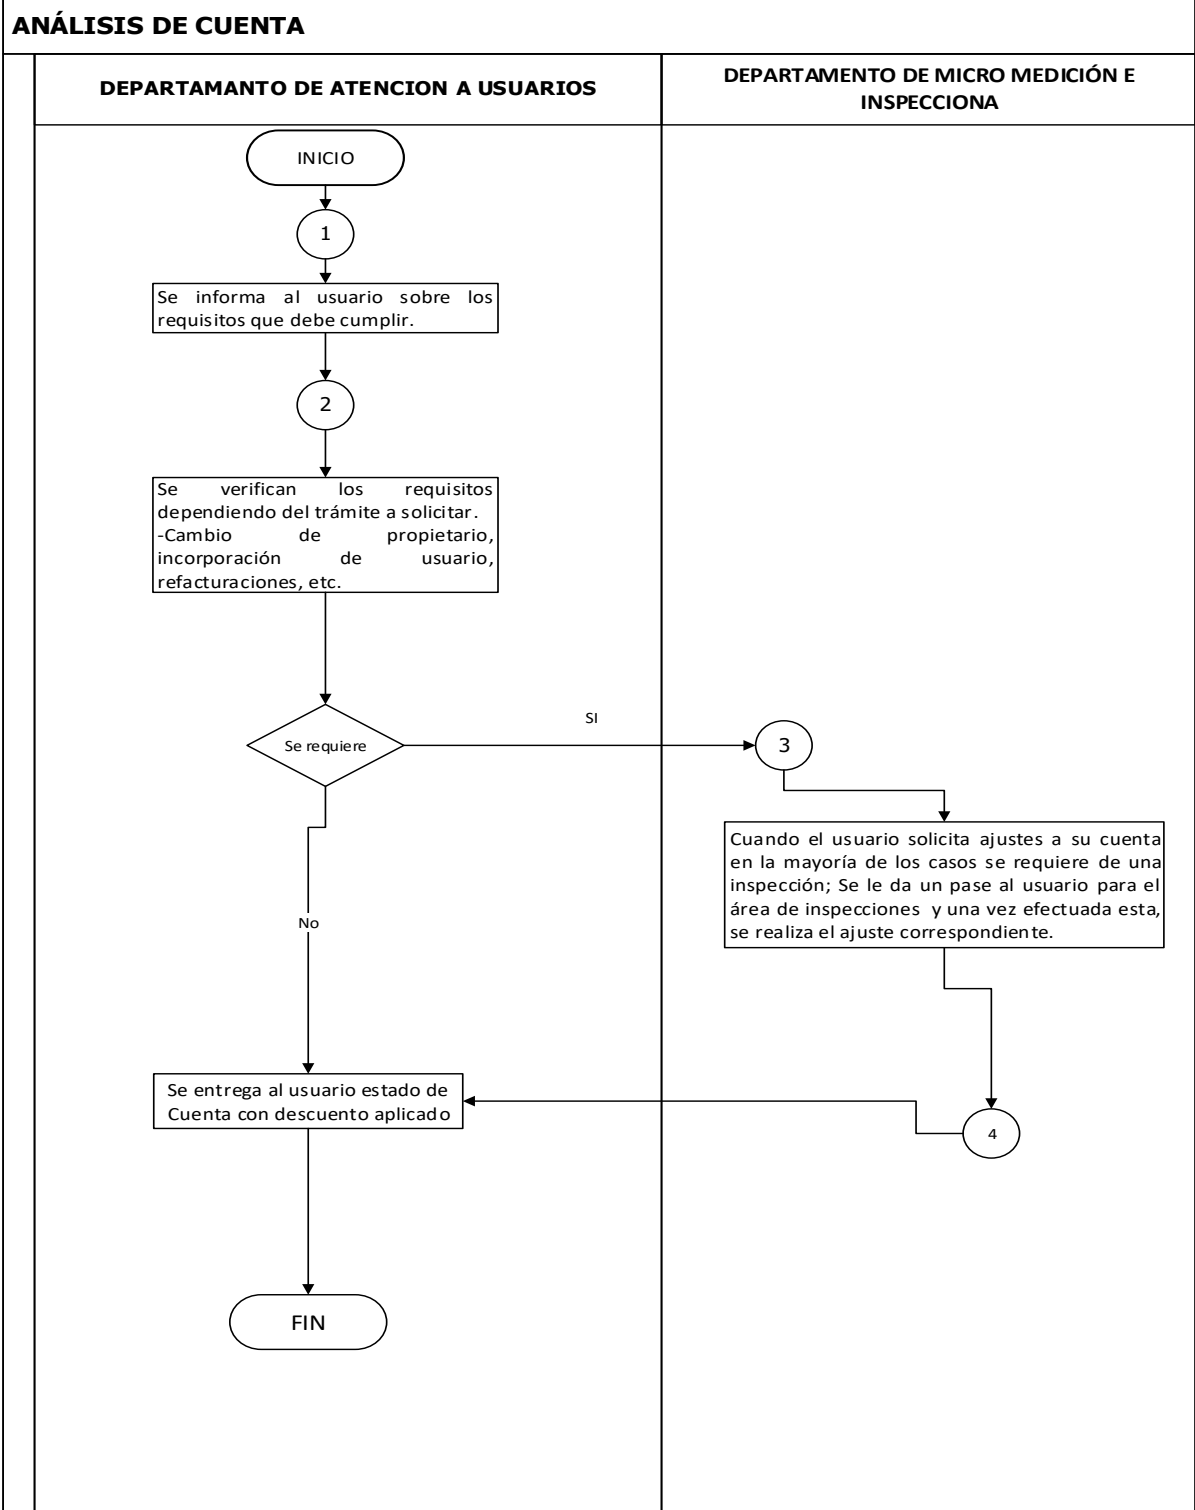 ANÁLISIS DE CUENTA
DEPARTAMANTO DE ATENCION A USUARIOS
DEPARTAMENTO DE MICRO MEDICIÓN E
INSPECCIONA
INICIO
1
Se informa al usuario sobre los
requisitos que debe cumplir.
2
Se verifican los requisitos
dependiendo del trámite a solicitar.
-Cambio de propietario,
incorporación de usuario,
refacturaciones, etc.
Se requiere
SI
3
Cuando el usuario solicita ajustes a su cuenta
en la mayoría de los casos se requiere de una
inspección; Se le da un pase al usuario para el
área de inspecciones y una vez efectuada esta,
se realiza el ajuste correspondiente.
No
Se entrega al usuario estado de
Cuenta con descuento aplicado
4
FIN